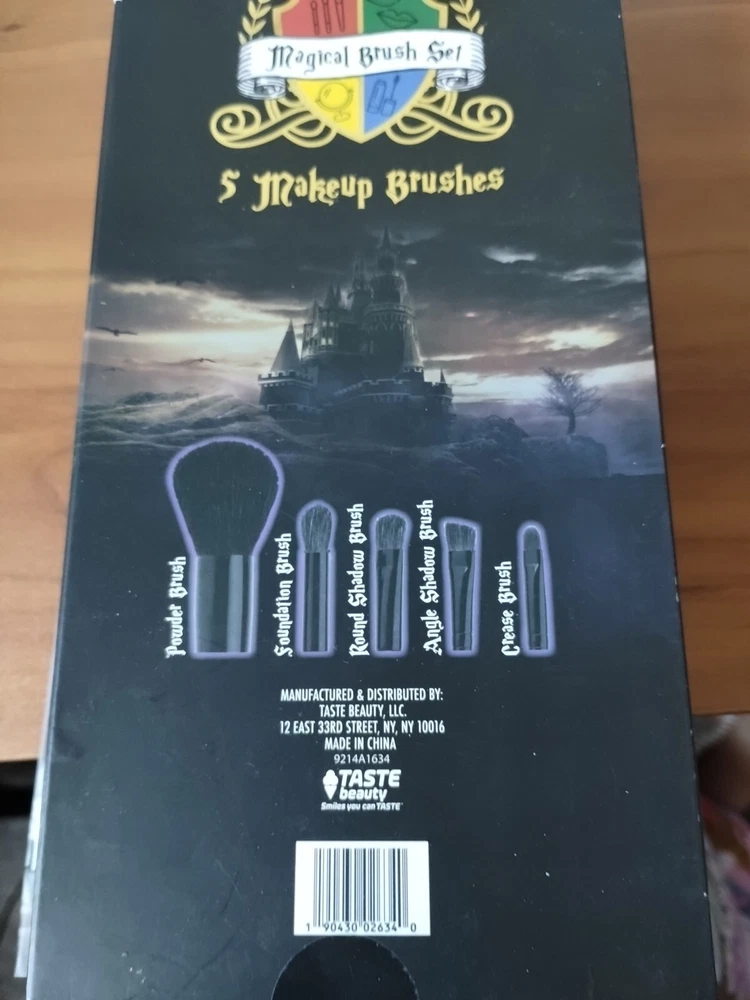 Magical Brush Set
5 Makeup Brushes
Powder Brush
Foundation Brush
Round Shadow Brush
Angle Shadow Brush
Crease Brush
MANUFACTURED & DISTRIBUTED BY:
TASTE BEAUTY, LLC.
12 EAST 33RD STREET, NY, NY 10016
MADE IN CHINA
9214A1634
TASTE
beauty
Smiles you can TASTE™
1 90430 02634 0